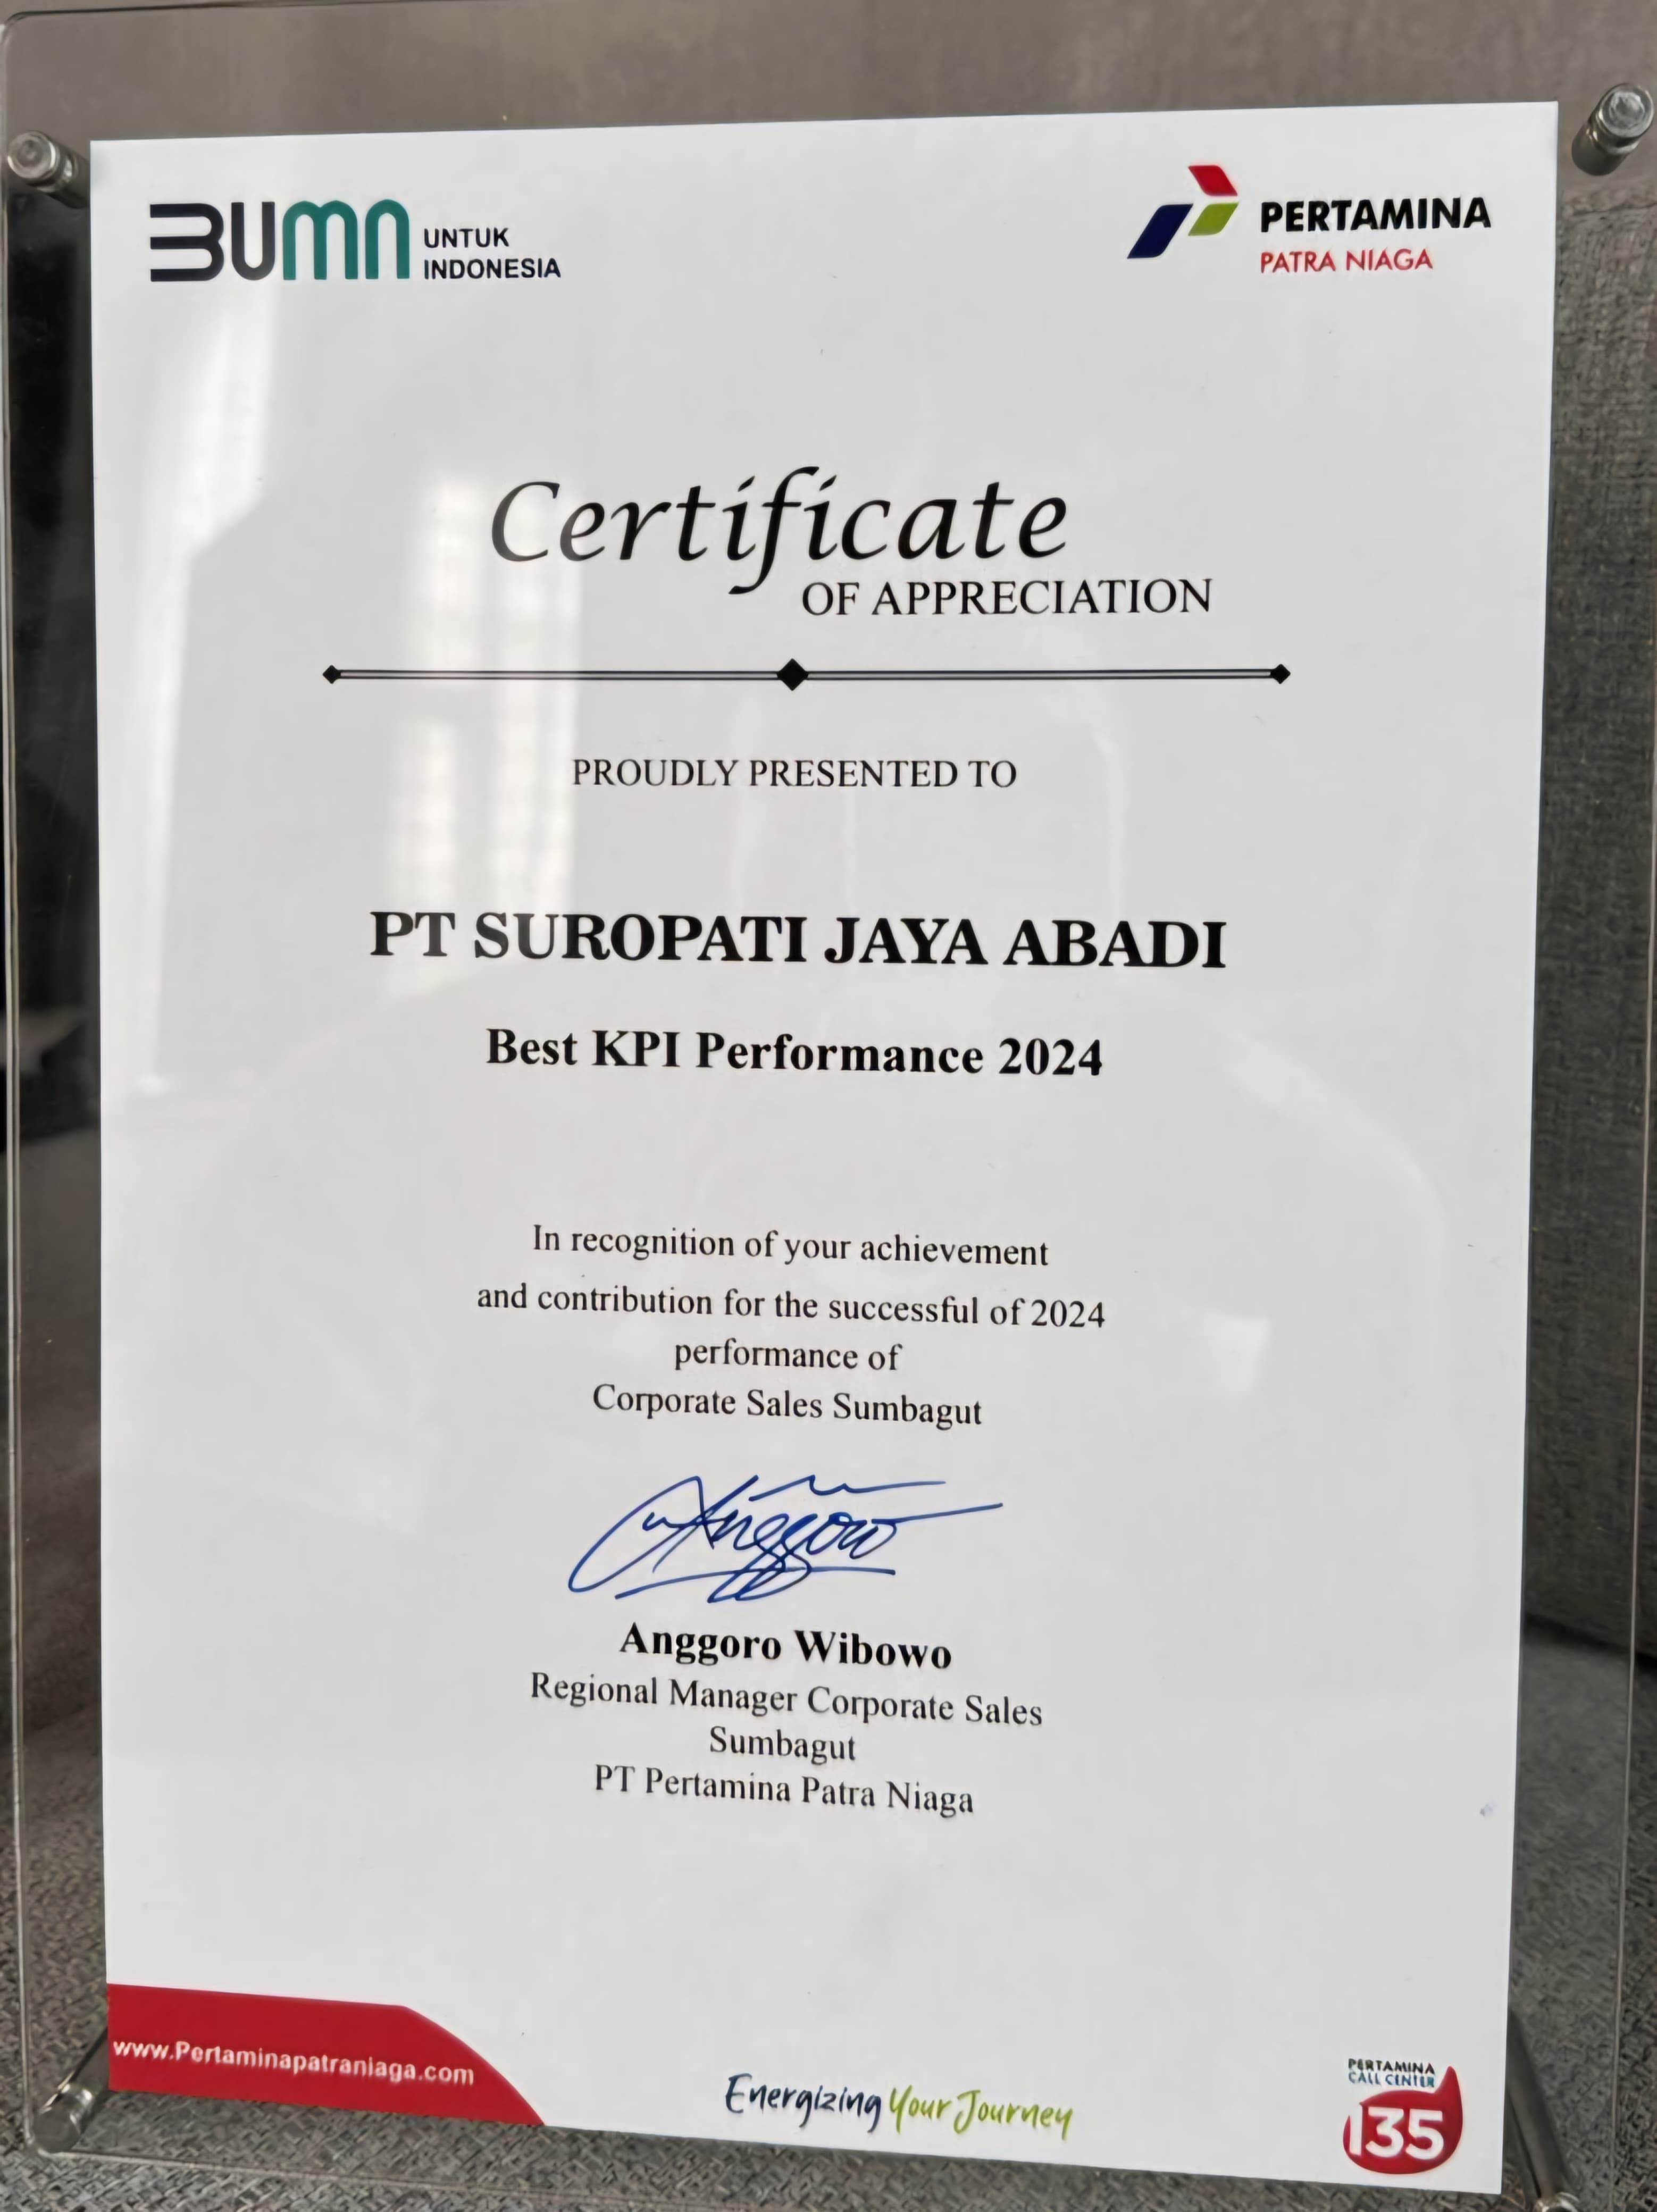 BUMN UNTUK INDONESIA
PERTAMINA
PATRA NIAGA
Certificate
OF APPRECIATION
PROUDLY PRESENTED TO
PT SUROPATI JAYA ABADI
Best KPI Performance 2024
In recognition of your achievement
and contribution for the successful of 2024
performance of
Corporate Sales Sumbagut
Anggoro
Anggoro Wibowo
Regional Manager Corporate Sales
Sumbagut
PT Pertamina Patra Niaga
www.Pertaminapatraniaga.com
Energizing Your Journey
PERTAMINA
CALL CENTER
135